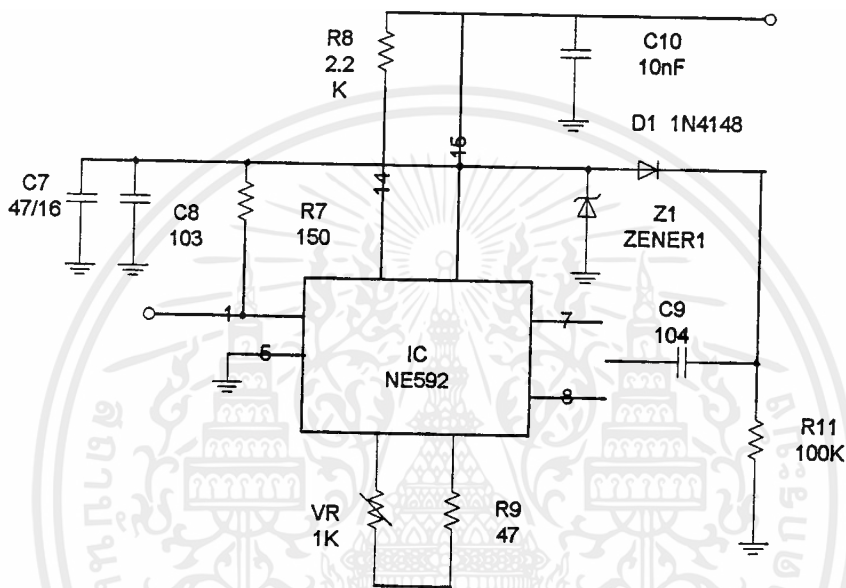 R8
2.2
K
C10
10nF
D1 1N4148
15
14
C7
47/16
C8
103
R7
150
Z1
ZENER1
1
5
IC
NE592
7
8
C9
104
R11
100K
VR
1K
R9
47